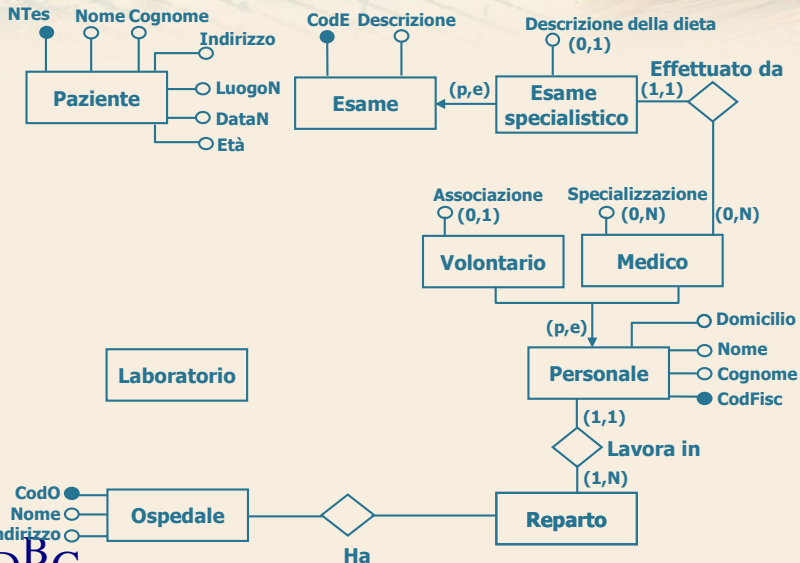 NTes
Nome Cognome
Indirizzo
LuogoN
DataN
Età
Paziente
CodE Descrizione
Esame
(p,e)
Descrizione della dieta
(0,1)
Esame
specialistico
(1,1)
Effettuato da
(0,N)
Associazione
(0,1)
Volontario
Specializzazione
(0,N)
Medico
(p,e)
Domicilio
Nome
Cognome
CodFisc
Personale
(1,1)
Lavora in
(1,N)
Laboratorio
CodO
Nome
ndirizzo
Ospedale
Ha
Reparto